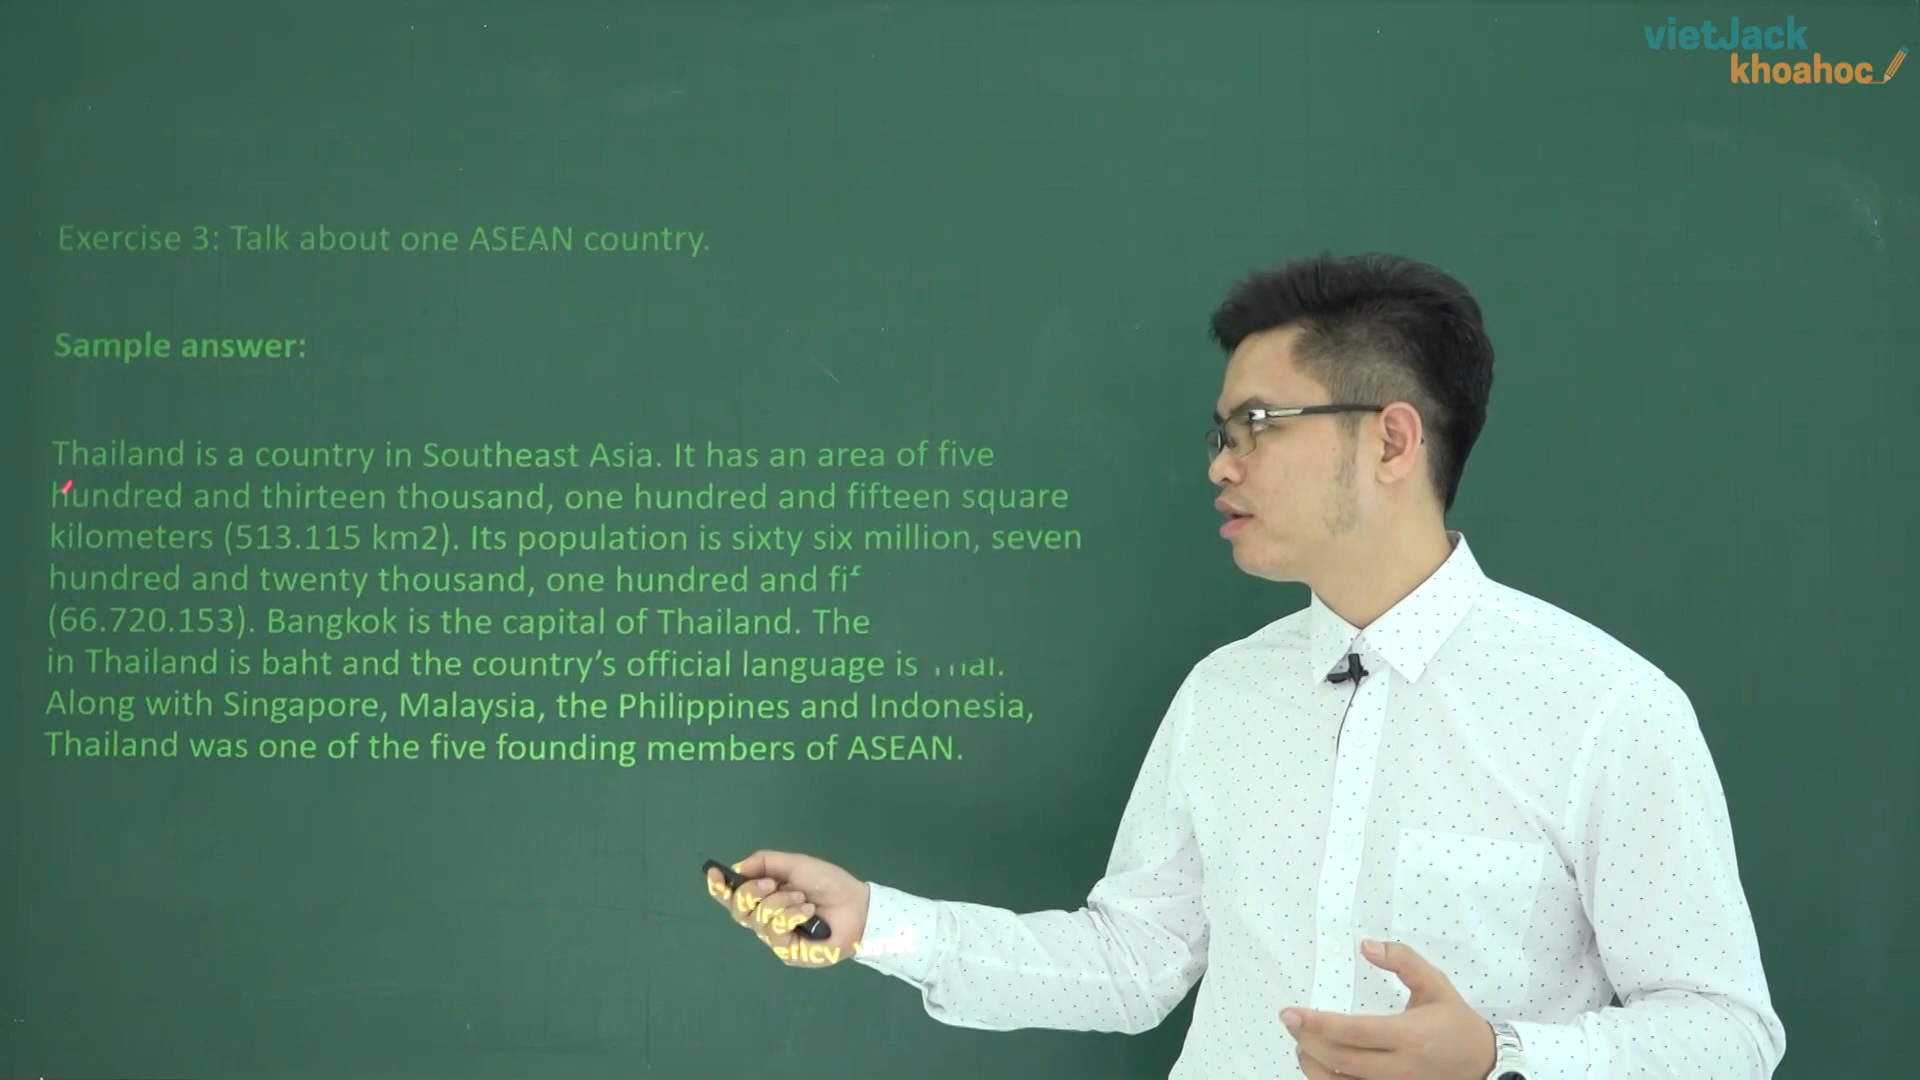 vietJack
khoahoc
Exercise 3: Talk about one ASEAN country.
Sample answer:
Thailand is a country in Southeast Asia. It has an area of five
hundred and thirteen thousand, one hundred and fifteen square
kilometers (513.115 km2). Its population is sixty six million, seven
hundred and twenty thousand, one hundred and
(66.720.153). Bangkok is the capital of Thailand. The
in Thailand is baht and the country's official language is
Along with Singapore, Malaysia, the Philippines and Indonesia,
Thailand was one of the five founding members of ASEAN.
three